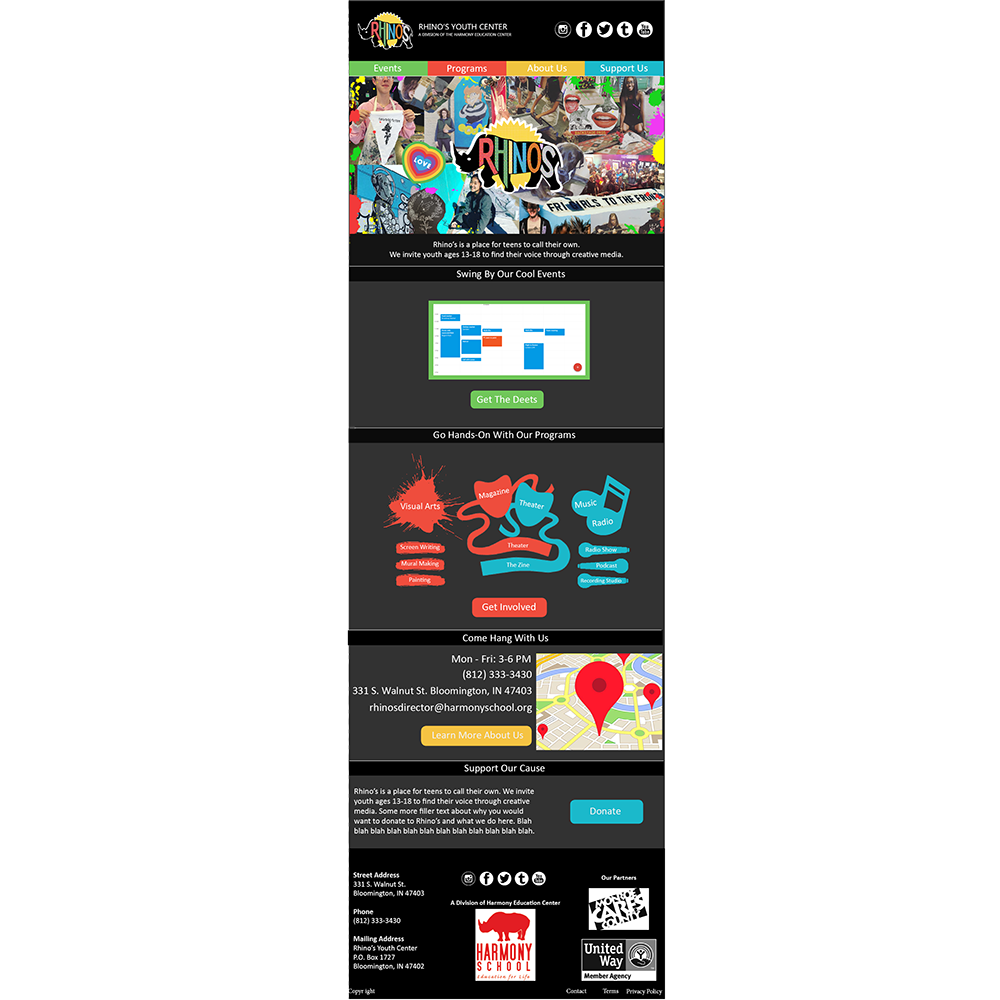 RHINO'S
RHINO'S YOUTH CENTER
A DIVISION OF THE HARMONY EDUCATION CENTER
Events
Programs
About Us
Support Us
LOVE
RHINO'S
GIRLS TO THE FRONT
Rhino's is a place for teens to call their own.
We invite youth ages 13-18 to find their voice through creative media.
Swing By Our Cool Events
Get The Deets
Go Hands-On With Our Programs
Visual Arts
Screen Writing
Mural Making
Painting
Magazine
Theater
Theater
The Zine
Music
Radio
Radio Show
Podcast
Recording Studio
Get Involved
Come Hang With Us
Mon - Fri: 3-6 PM
(812) 333-3430
331 S. Walnut St. Bloomington, IN 47403
rhinosdirector@harmonyschool.org
Learn More About Us
Support Our Cause
Rhino's is a place for teens to call their own. We invite
youth ages 13-18 to find their voice through creative
media. Some more filler text about why you would
want to donate to Rhino's and what we do here. Blah
blah blah blah blah blah blah blah blah blah blah blah.
Donate
Street Address
331 S. Walnut St.
Bloomington, IN 47403
Phone
(812) 333-3430
Mailing Address
Rhino's Youth Center
P.O. Box 1727
Bloomington, IN 47402
A Division of Harmony Education Center
HARMONY
SCHOOL
Education for Life
Our Partners
MONROE
CARES
COUNTY
United
Way
Member Agency
Copyright
Contact
Terms
Privacy Policy